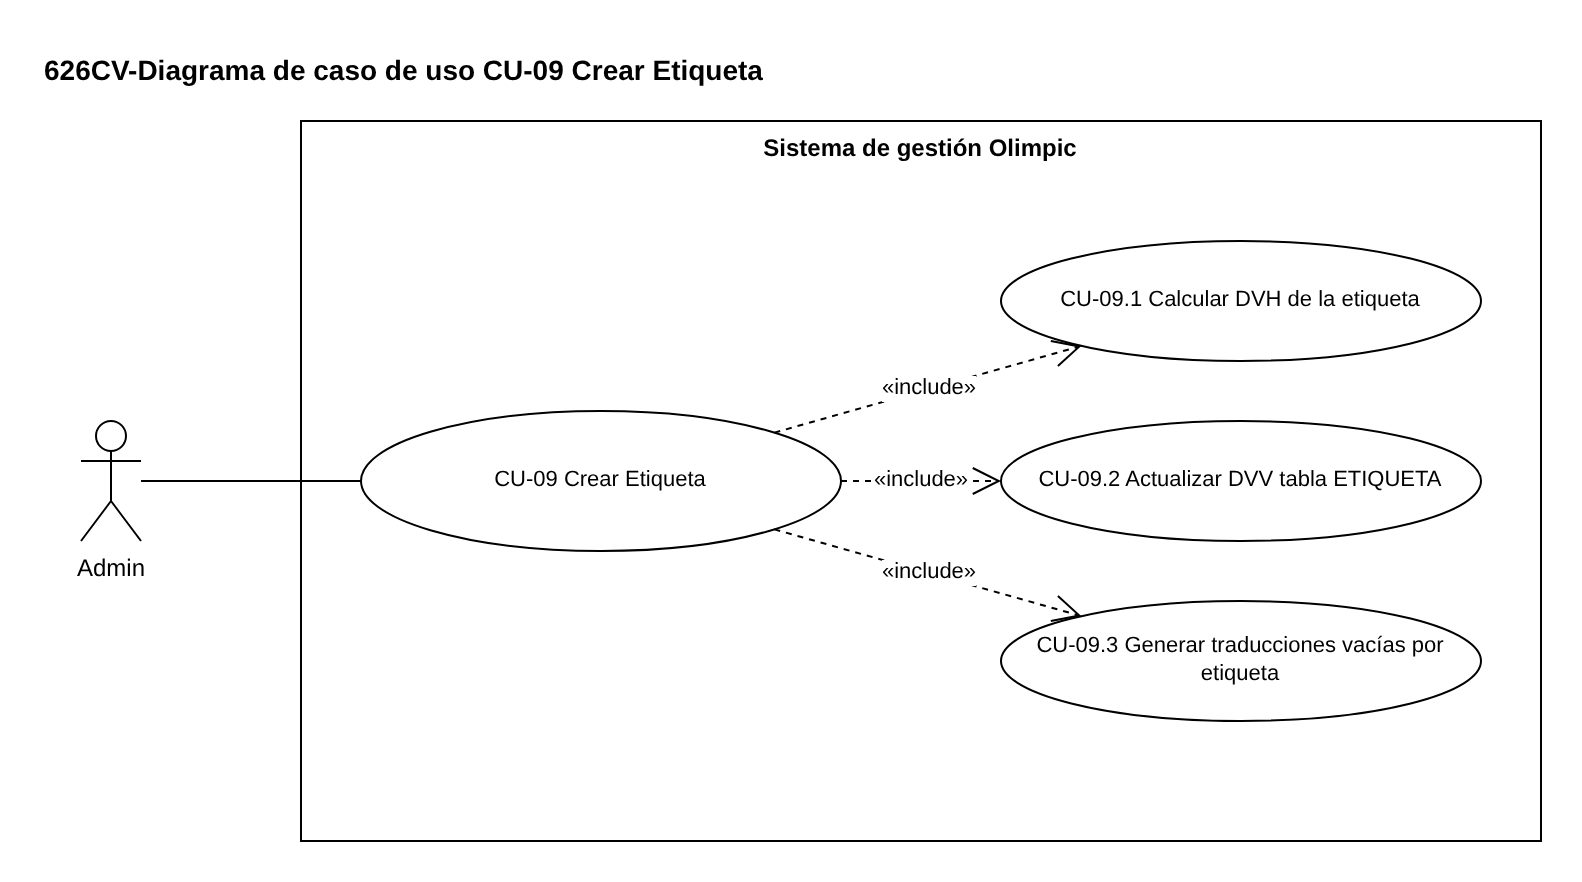 626CV-Diagrama de caso de uso CU-09 Crear Etiqueta
Sistema de gestión Olimpic
CU-09.1 Calcular DVH de la etiqueta
«include»
CU-09 Crear Etiqueta
«include»
CU-09.2 Actualizar DVV tabla ETIQUETA
Admin
«include»
CU-09.3 Generar traducciones vacías por
etiqueta